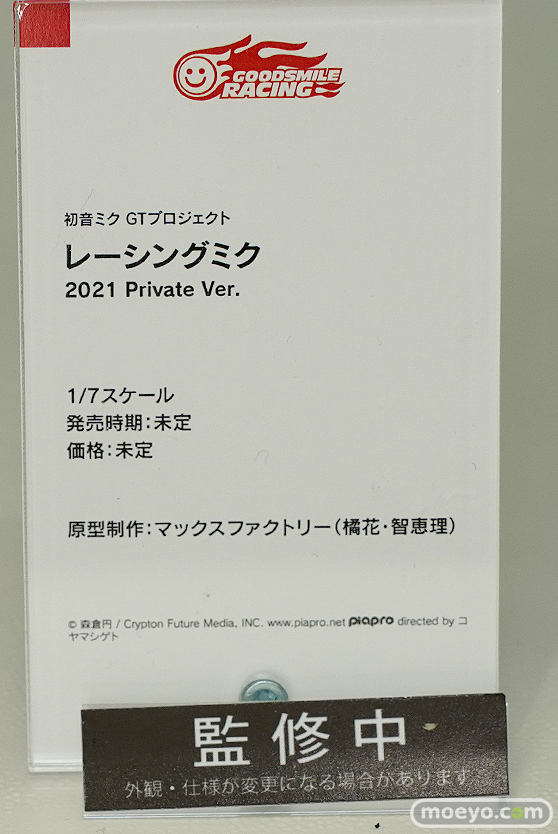 GOODSMILE
RACING
初音ミク GTプロジェクト
レーシングミク
2021 Private Ver.
1/7スケール
発売時期：未定
価格：未定
原型制作：マックスファクトリー（橘花・智恵理）
© 森倉円 / Crypton Future Media, INC. www.piapro.net piapro directed by コ
ヤマシゲト
監修中
外観・仕様が変更になる場合があります
moeyo.com